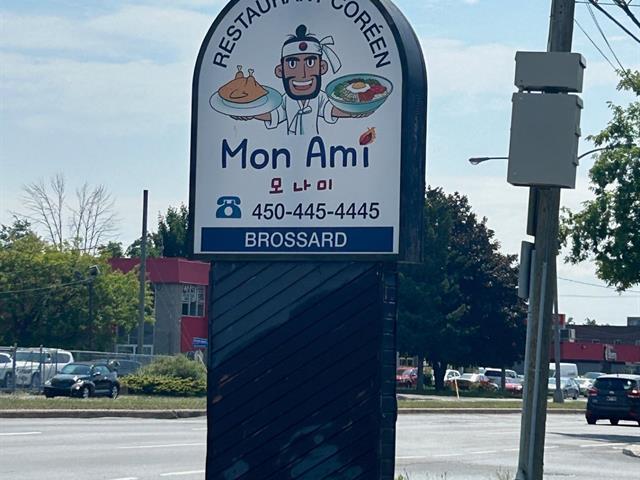 RESTAURANT CORÉEN
Mon Ami
모나미
450-445-4445
BROSSARD